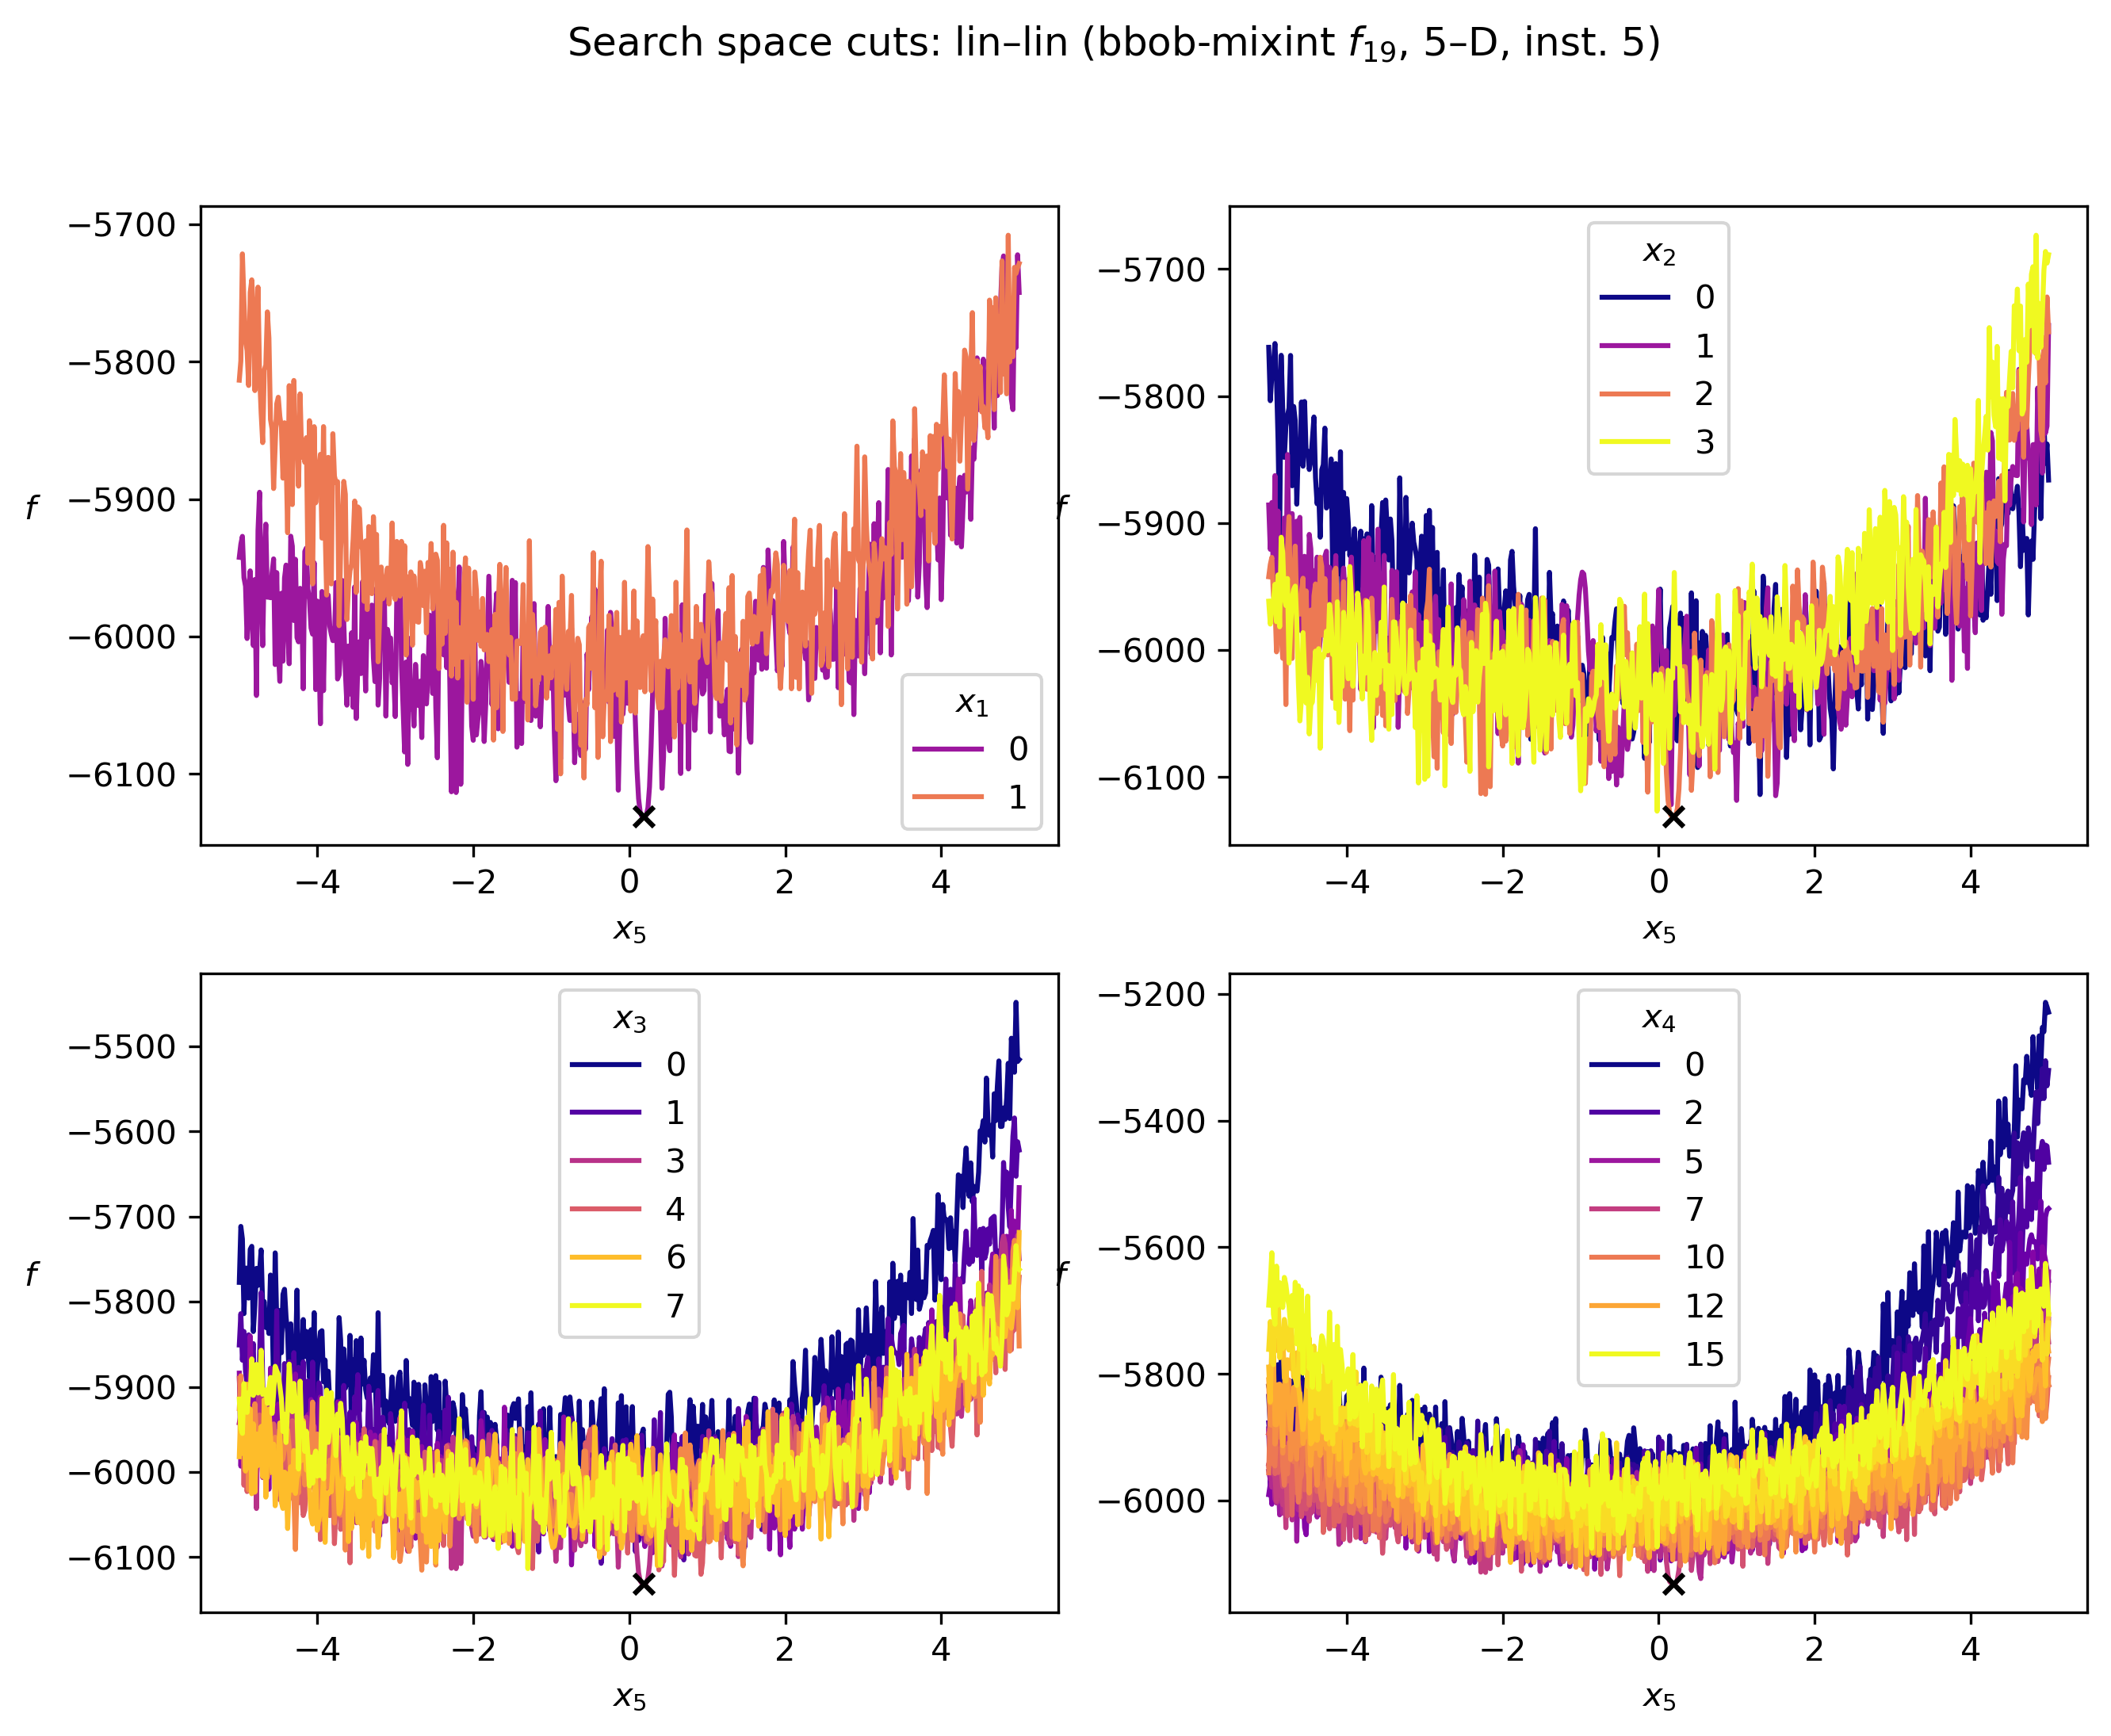 Search space cuts: lin–lin (bbob-mixint f₁₉, 5–D, inst. 5)
−5700
−5800
−5900
−6000
−6100
f
x₁
0
1
−4 −2 0 2 4
x₅
−5700
−5800
−5900
−6000
−6100
f
x₂
0
1
2
3
−4 −2 0 2 4
x₅
−5500
−5600
−5700
−5800
−5900
−6000
−6100
f
x₃
0
1
3
4
6
7
−4 −2 0 2 4
x₅
−5200
−5400
−5600
−5800
−6000
f
x₄
0
2
5
7
10
12
15
−4 −2 0 2 4
x₅